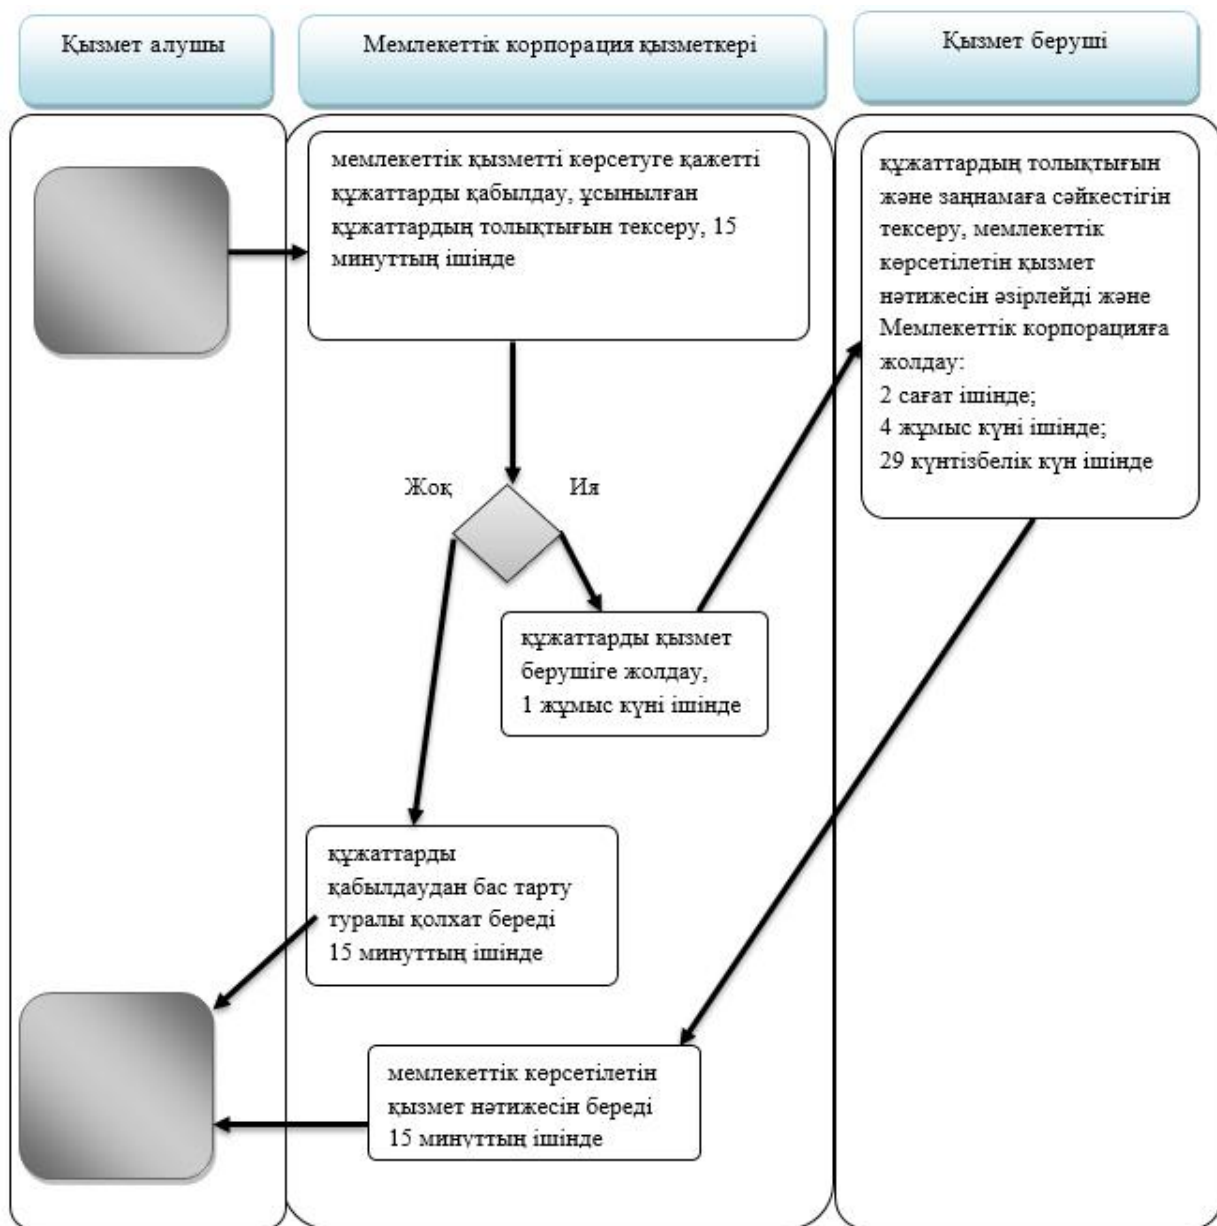 Қызмет алушы
Мемлекеттік корпорация қызметкері
Қызмет беруші
мемлекеттік қызметті көрсетуге қажетті
құжаттарды қабылдау, ұсынылған
құжаттардың толықтығын тексеру, 15
минуттың ішінде
құжаттардың толықтығын
және заңнамаға сәйкестігін
тексеру, мемлекеттік
көрсетілетін қызмет
нәтижесін әзірлейді және
Мемлекеттік корпорацияға
жолдау:
2 сағат ішінде;
4 жұмыс күні ішінде;
29 күнтізбелік күн ішінде
Жоқ
Ия
құжаттарды қызмет
берушіге жолдау,
1 жұмыс күні ішінде
құжаттарды
қабылдаудан бас тарту
туралы қолхат береді
15 минуттың ішінде
мемлекеттік көрсетілетін
қызмет нәтижесін береді
15 минуттың ішінде